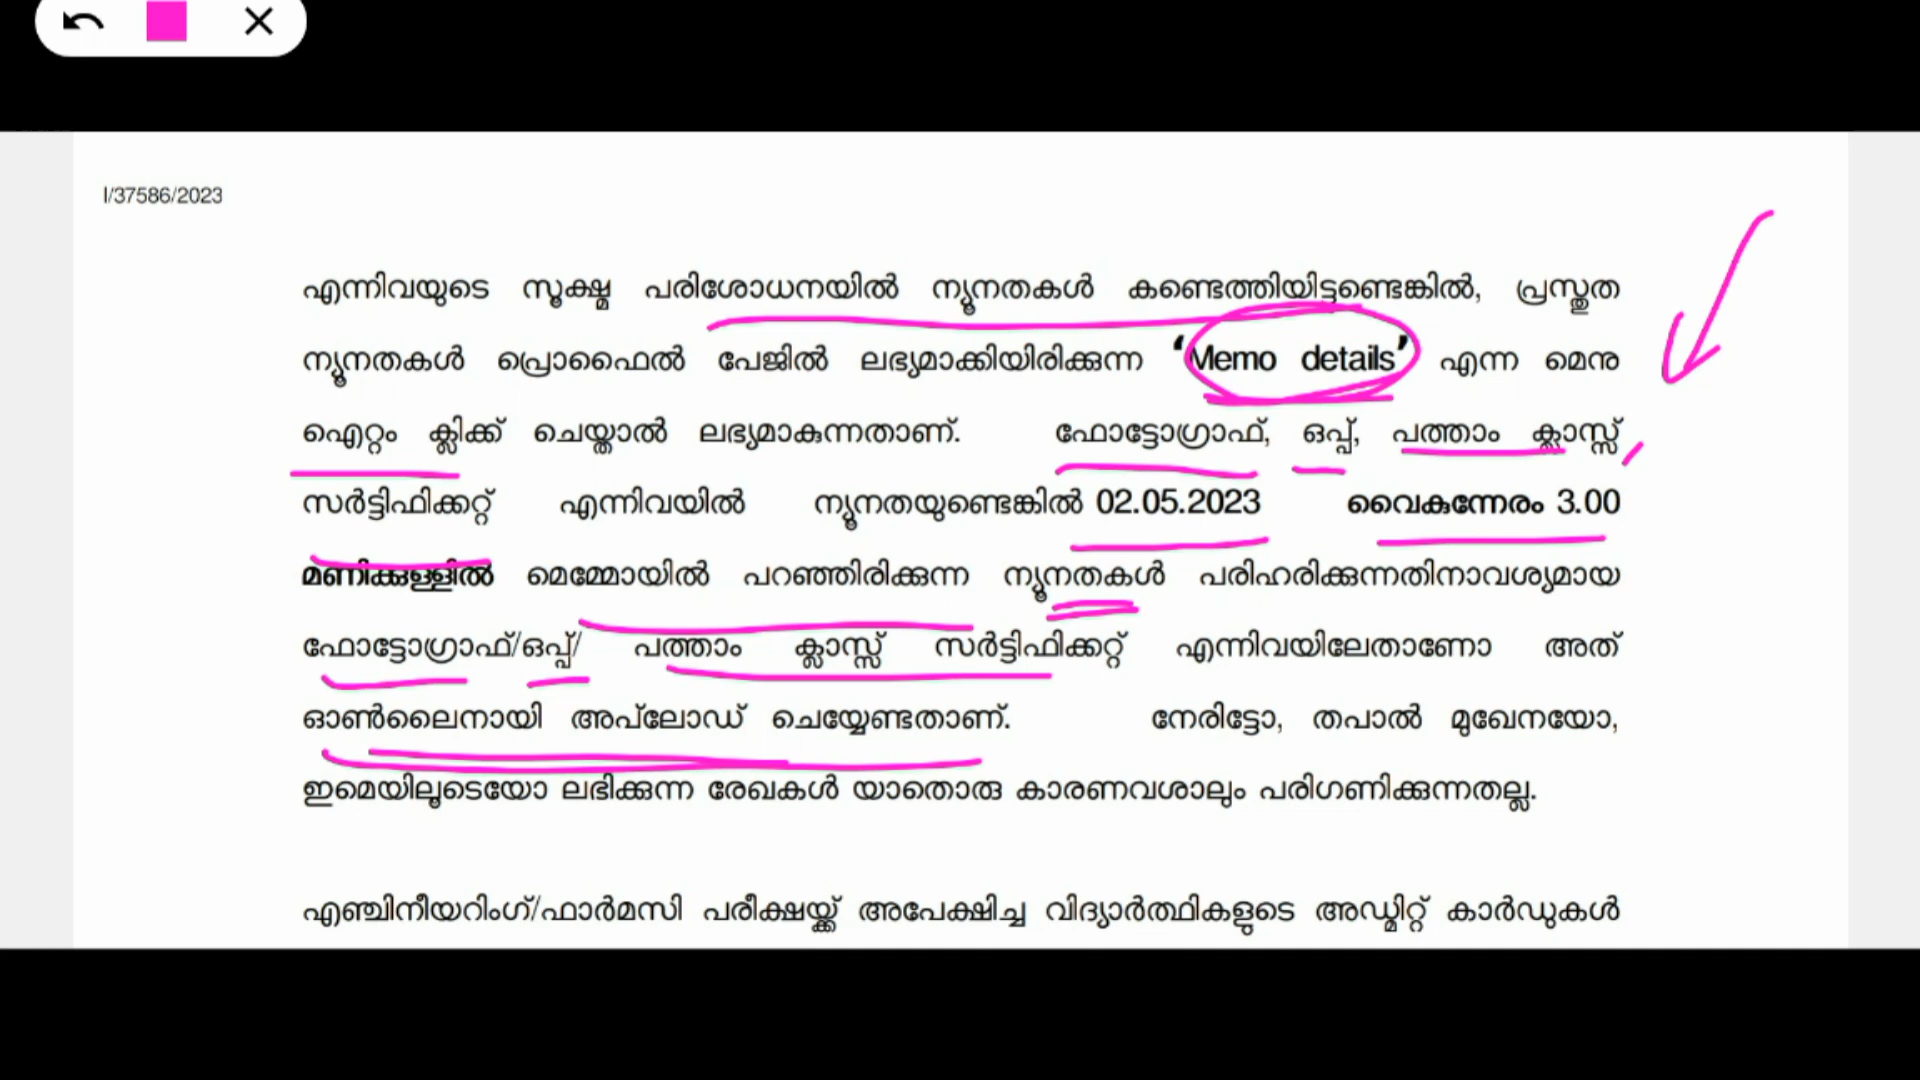 I/37586/2023
എന്നിവയുടെ സൂക്ഷ്മ പരിശോധനയിൽ ന്യൂനതകൾ കണ്ടെത്തിയിട്ടുണ്ടെങ്കിൽ, പ്രസ്തുത
ന്യൂനതകൾ പ്രൊഫൈൽ പേജിൽ ലഭ്യമാക്കിയിരിക്കുന്ന ‘Memo details’ എന്ന മെനു
ഐറ്റം ക്ലിക്ക് ചെയ്താൽ ലഭ്യമാകുന്നതാണ്. ഫോട്ടോഗ്രാഫ്, ഒപ്പ്, പത്താം ക്ലാസ്സ്
സർട്ടിഫിക്കറ്റ് എന്നിവയിൽ ന്യൂനതയുണ്ടെങ്കിൽ 02.05.2023 വൈകുന്നേരം 3.00
മണിക്കുള്ളിൽ മെമ്മോയിൽ പറഞ്ഞിരിക്കുന്ന ന്യൂനതകൾ പരിഹരിക്കുന്നതിനാവശ്യമായ
ഫോട്ടോഗ്രാഫ്/ഒപ്പ്/ പത്താം ക്ലാസ്സ് സർട്ടിഫിക്കറ്റ് എന്നിവയിലേതാണോ അത്
ഓൺലൈനായി അപ്‌ലോഡ് ചെയ്യേണ്ടതാണ്. നേരിട്ടോ, തപാൽ മുഖേനയോ,
ഇമെയിലൂടെയോ ലഭിക്കുന്ന രേഖകൾ യാതൊരു കാരണവശാലും പരിഗണിക്കുന്നതല്ല.
എഞ്ചിനീയറിംഗ്/ഫാർമസി പരീക്ഷയ്ക്ക് അപേക്ഷിച്ച വിദ്യാർത്ഥികളുടെ അഡ്മിറ്റ് കാർഡുകൾ